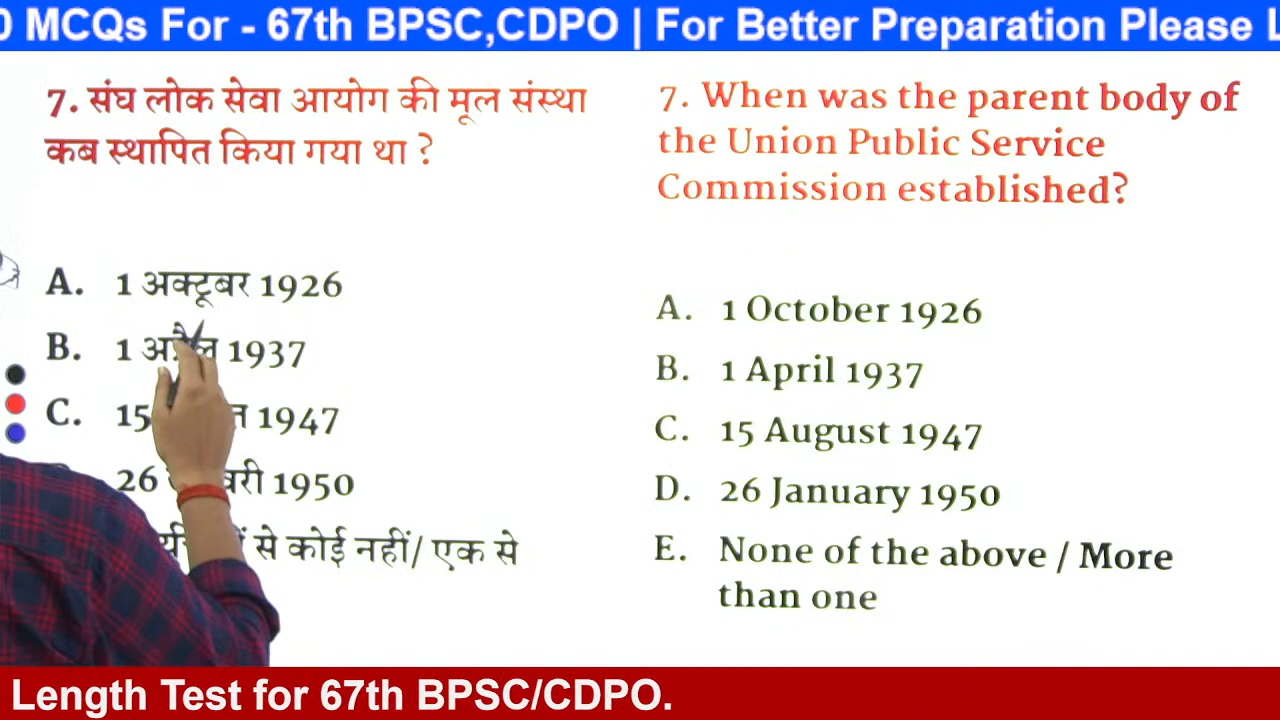 0 MCQs For - 67th BPSC,CDPO | For Better Preparation Please L
7. संघ लोक सेवा आयोग की मूल संस्था
कब स्थापित किया गया था ?
A. 1 अक्टूबर 1926
B. 1 अप्रैल 1937
C. 15 1947
26 1950
से कोई नहीं/ एक से
7. When was the parent body of
the Union Public Service
Commission established?
A. 1 October 1926
B. 1 April 1937
C. 15 August 1947
D. 26 January 1950
E. None of the above / More
than one
Length Test for 67th BPSC/CDPO.